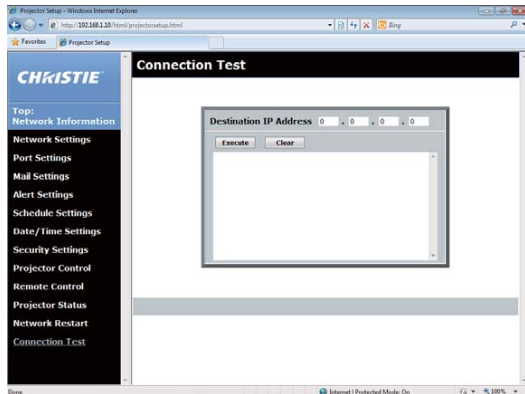 Projector Setup - Windows Internet Explorer
http://192.168.1.10/html/projectorsetup.html
Bing
Favorites
Projector Setup
CHRISTIE
Connection Test
Top:
Network Information
Network Settings
Port Settings
Mail Settings
Alert Settings
Schedule Settings
Date/Time Settings
Security Settings
Projector Control
Remote Control
Projector Status
Network Restart
Connection Test
Destination IP Address 0 . 0 . 0 . 0
Execute Clear
Done
Internet | Protected Mode: On
100%